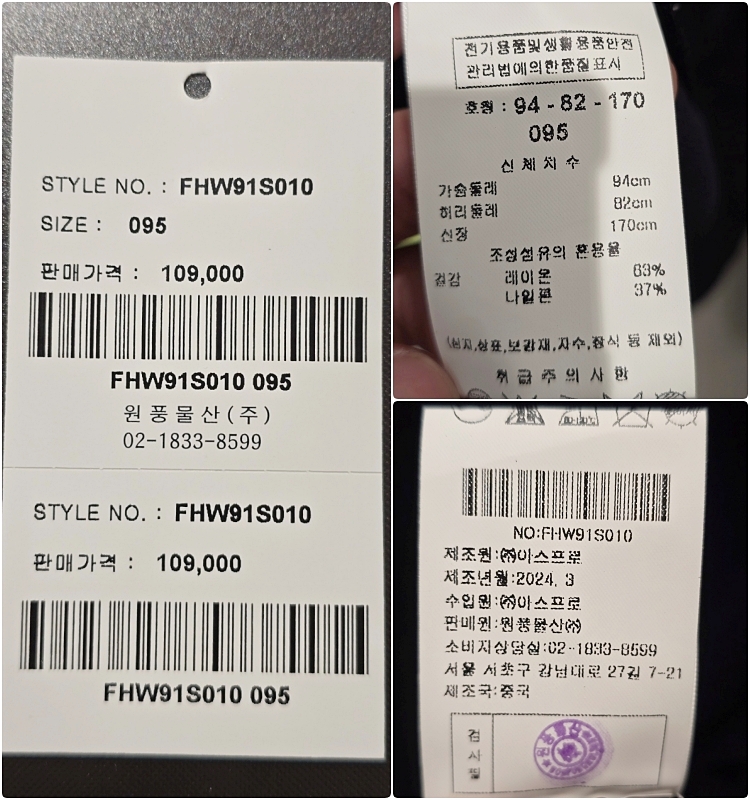 STYLE NO. : FHW91S010
SIZE : 095
판매가격 : 109,000
FHW91S010 095
원풍물산(주)
02-1833-8599
STYLE NO. : FHW91S010
판매가격 : 109,000
FHW91S010 095
전기용품및생활용품안전
관리법에의한품질표시
호칭 : 94 - 82 - 170
095
신체치수
가슴둘레 94cm
허리둘레 82cm
신장 170cm
조성섬유의 혼용율
겉감 레이온 63%
나일론 37%
(심지,상표,보강재,자수,장식 등 제외)
취급주의사항
NO:FHW91S010
제조원:㈜이스프로
제조년월:2024. 3
수입원:㈜이스프로
판매원:원풍물산㈜
소비자상담실:02-1833-8599
서울 서초구 강남대로 27길 7-21
제조국:중국
검사필